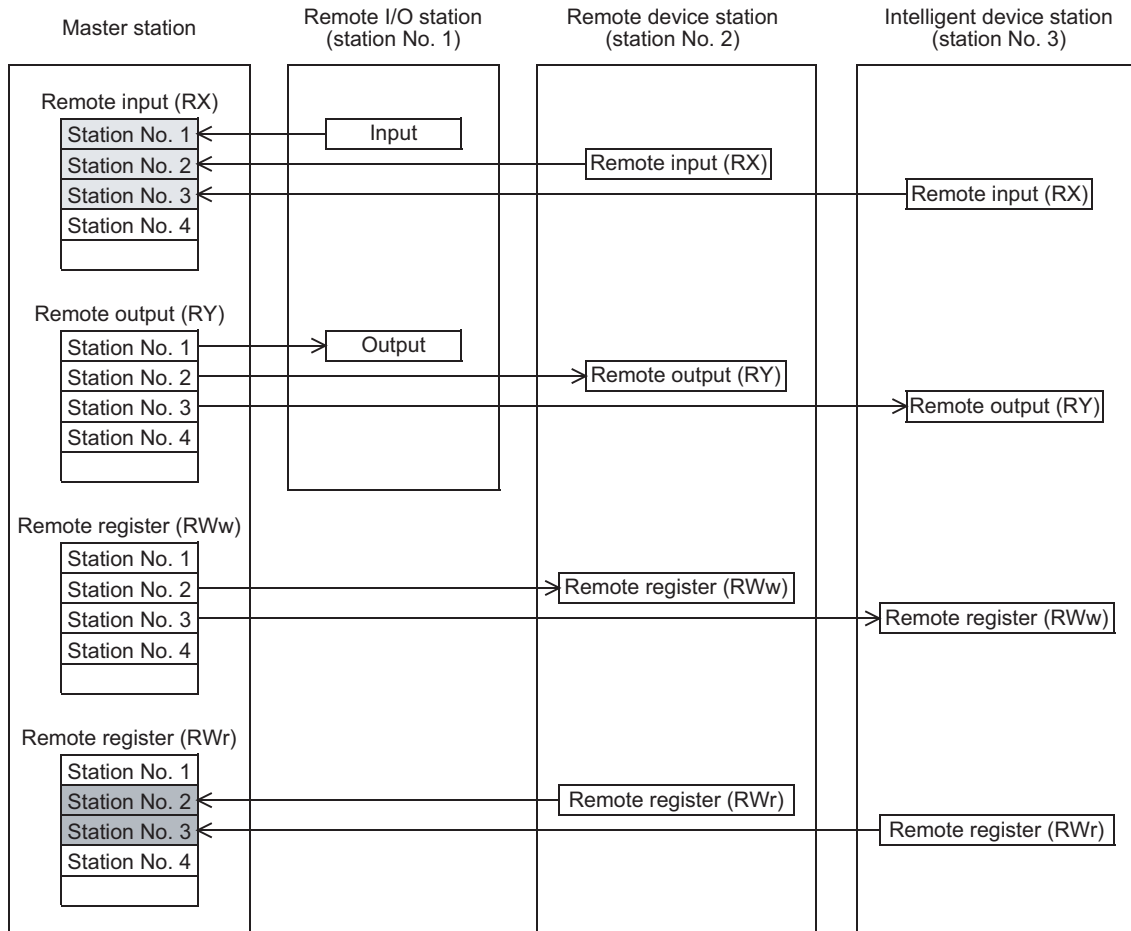 Master station
Remote I/O station
(station No. 1)
Remote device station
(station No. 2)
Intelligent device station
(station No. 3)
Remote input (RX)
Station No. 1
Input
Station No. 2
Remote input (RX)
Station No. 3
Remote input (RX)
Station No. 4
Remote output (RY)
Station No. 1
Output
Station No. 2
Remote output (RY)
Station No. 3
Remote output (RY)
Station No. 4
Remote register (RWw)
Station No. 1
Station No. 2
Remote register (RWw)
Station No. 3
Remote register (RWw)
Station No. 4
Remote register (RWr)
Station No. 1
Station No. 2
Remote register (RWr)
Station No. 3
Remote register (RWr)
Station No. 4